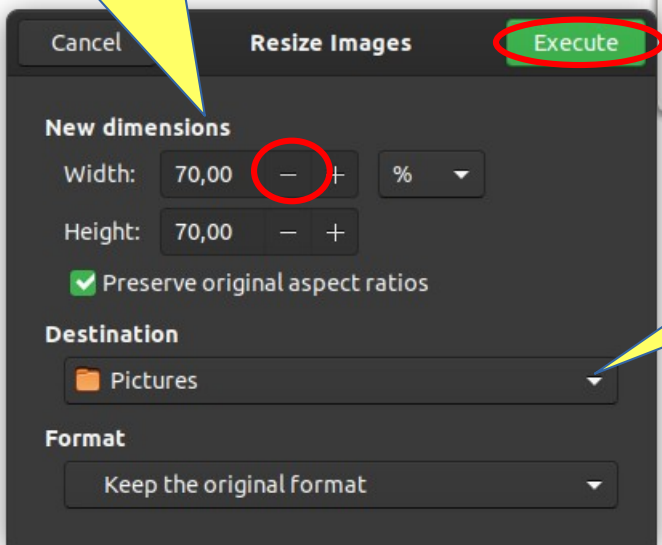 Cancel Resize Images Execute
New dimensions
Width: 70,00 − + %
Height: 70,00 − +
Preserve original aspect ratios
Destination
Pictures
Format
Keep the original format